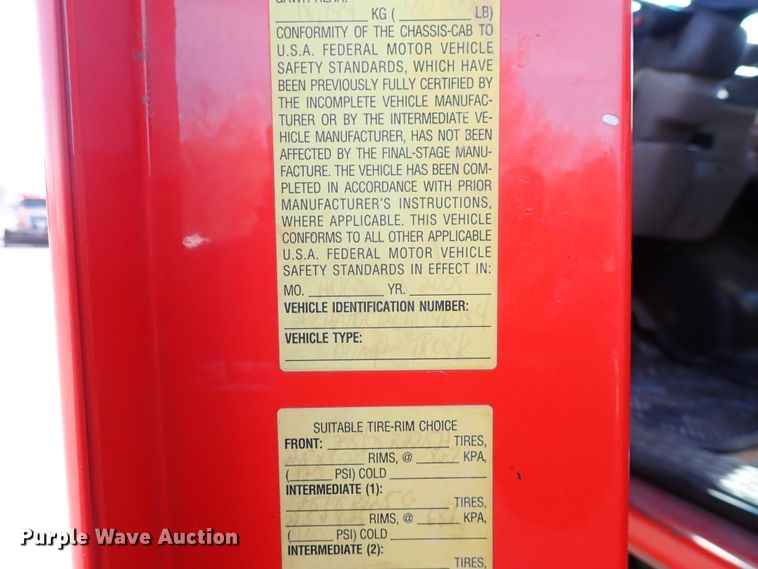 GAWR REAR:
KG ( LB)
CONFORMITY OF THE CHASSIS-CAB TO
U.S.A. FEDERAL MOTOR VEHICLE
SAFETY STANDARDS, WHICH HAVE
BEEN PREVIOUSLY FULLY CERTIFIED BY
THE INCOMPLETE VEHICLE MANUFAC-
TURER OR BY THE INTERMEDIATE VE-
HICLE MANUFACTURER, HAS NOT BEEN
AFFECTED BY THE FINAL-STAGE MANU-
FACTURE. THE VEHICLE HAS BEEN COM-
PLETED IN ACCORDANCE WITH PRIOR
MANUFACTURER'S INSTRUCTIONS,
WHERE APPLICABLE. THIS VEHICLE
CONFORMS TO ALL OTHER APPLICABLE
U.S.A. FEDERAL MOTOR VEHICLE
SAFETY STANDARDS IN EFFECT IN:
MO. AUG YR.
VEHICLE IDENTIFICATION NUMBER:
VEHICLE TYPE:
Dump TRUCK
SUITABLE TIRE-RIM CHOICE
FRONT: TIRES,
RIMS, @ KPA,
( PSI) COLD
INTERMEDIATE (1):
TIRES,
RIMS, @ KPA,
( PSI) COLD
INTERMEDIATE (2):
TIRES,
Purple Wave Auction